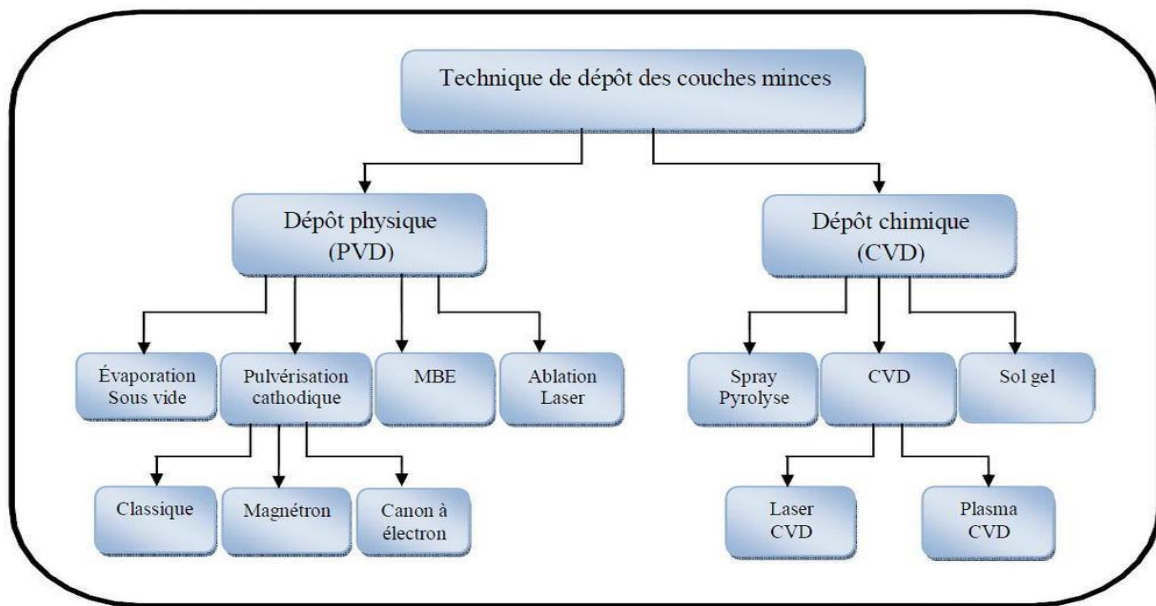 Technique de dépôt des couches minces
Dépôt physique
(PVD)
Dépôt chimique
(CVD)
Évaporation
Sous vide
Pulvérisation
cathodique
MBE
Ablation
Laser
Spray
Pyrolyse
CVD
Sol gel
Classique
Magnétron
Canon à
électron
Laser
CVD
Plasma
CVD